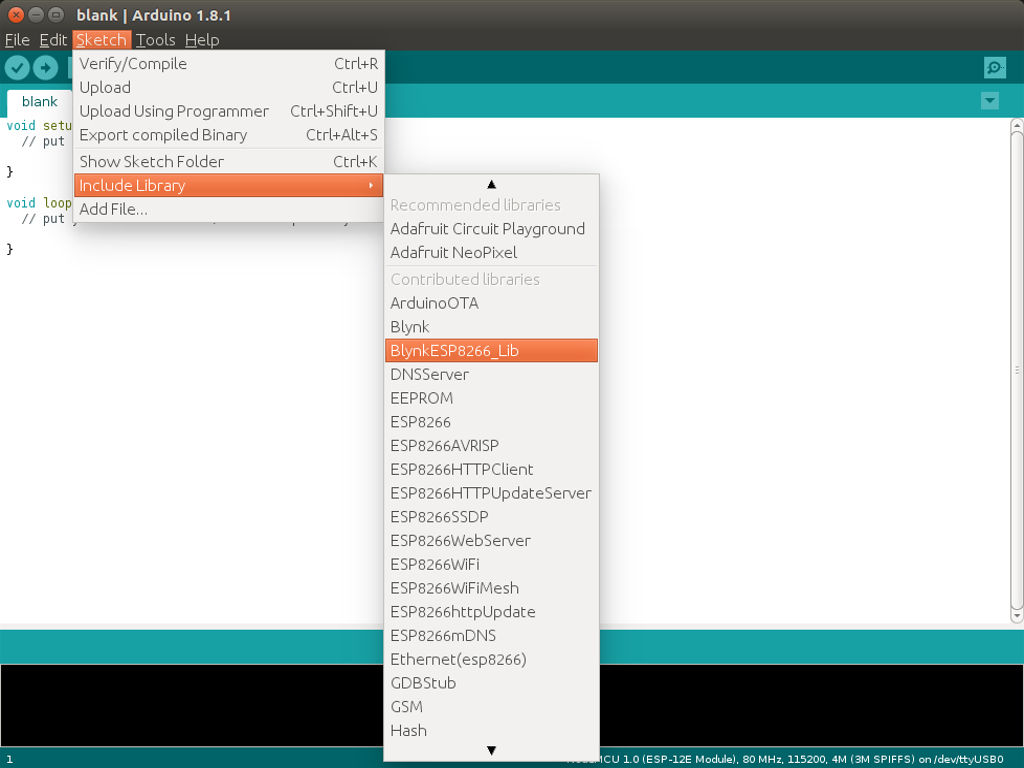 blank | Arduino 1.8.1
File Edit Sketch Tools Help
Verify/Compile Ctrl+R
Upload Ctrl+U
Upload Using Programmer Ctrl+Shift+U
Export compiled Binary Ctrl+Alt+S
Show Sketch Folder Ctrl+K
Include Library
Add File...
blank
void setu
// put
}
void loop
// put
}
Recommended libraries
Adafruit Circuit Playground
Adafruit NeoPixel
Contributed libraries
ArduinoOTA
Blynk
BlynkESP8266_Lib
DNSServer
EEPROM
ESP8266
ESP8266AVRISP
ESP8266HTTPClient
ESP8266HTTPUpdateServer
ESP8266SSDP
ESP8266WebServer
ESP8266WiFi
ESP8266WiFiMesh
ESP8266httpUpdate
ESP8266mDNS
Ethernet(esp8266)
GDBStub
GSM
Hash
1 1.0 (ESP-12E Module), 80 MHz, 115200, 4M (3M SPIFFS) on /dev/ttyUSB0